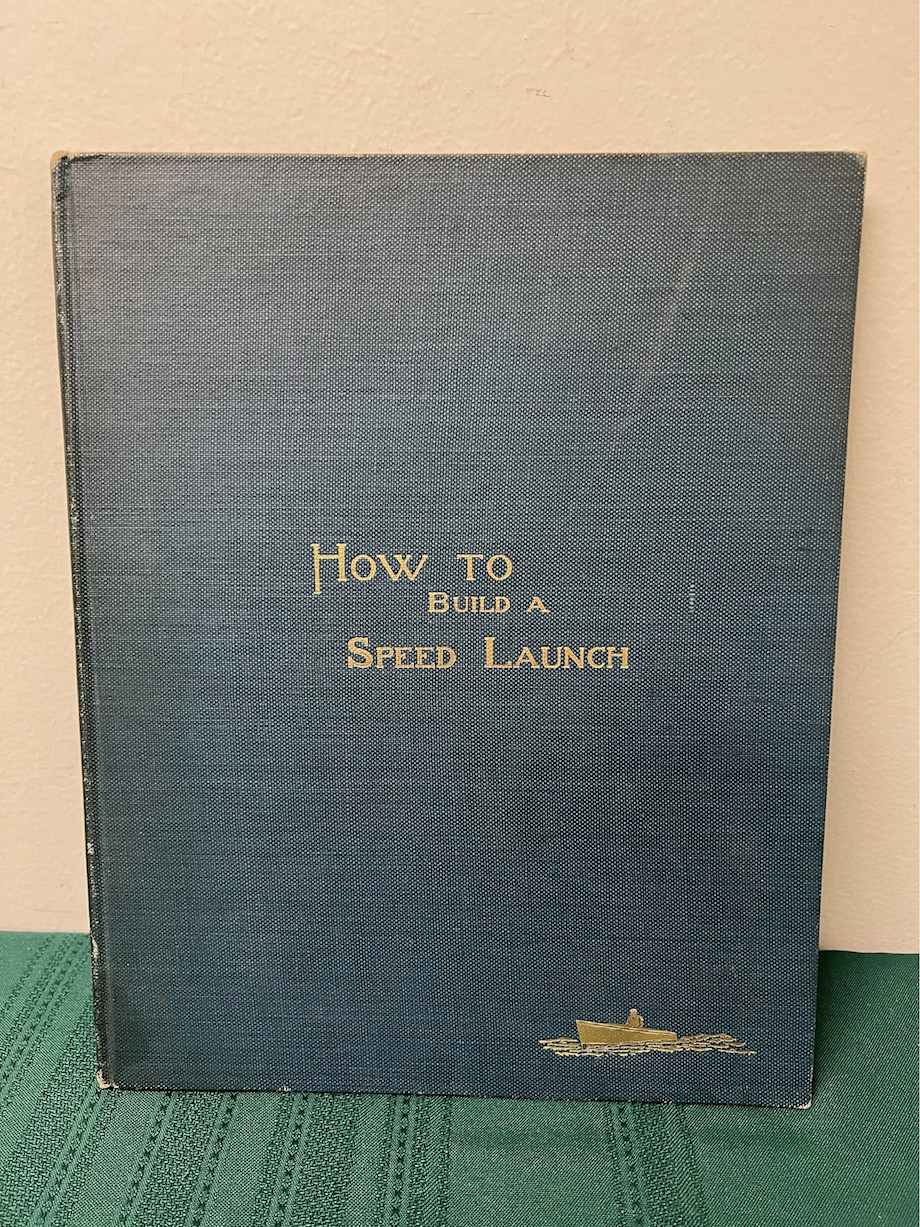 How to
Build a
Speed Launch